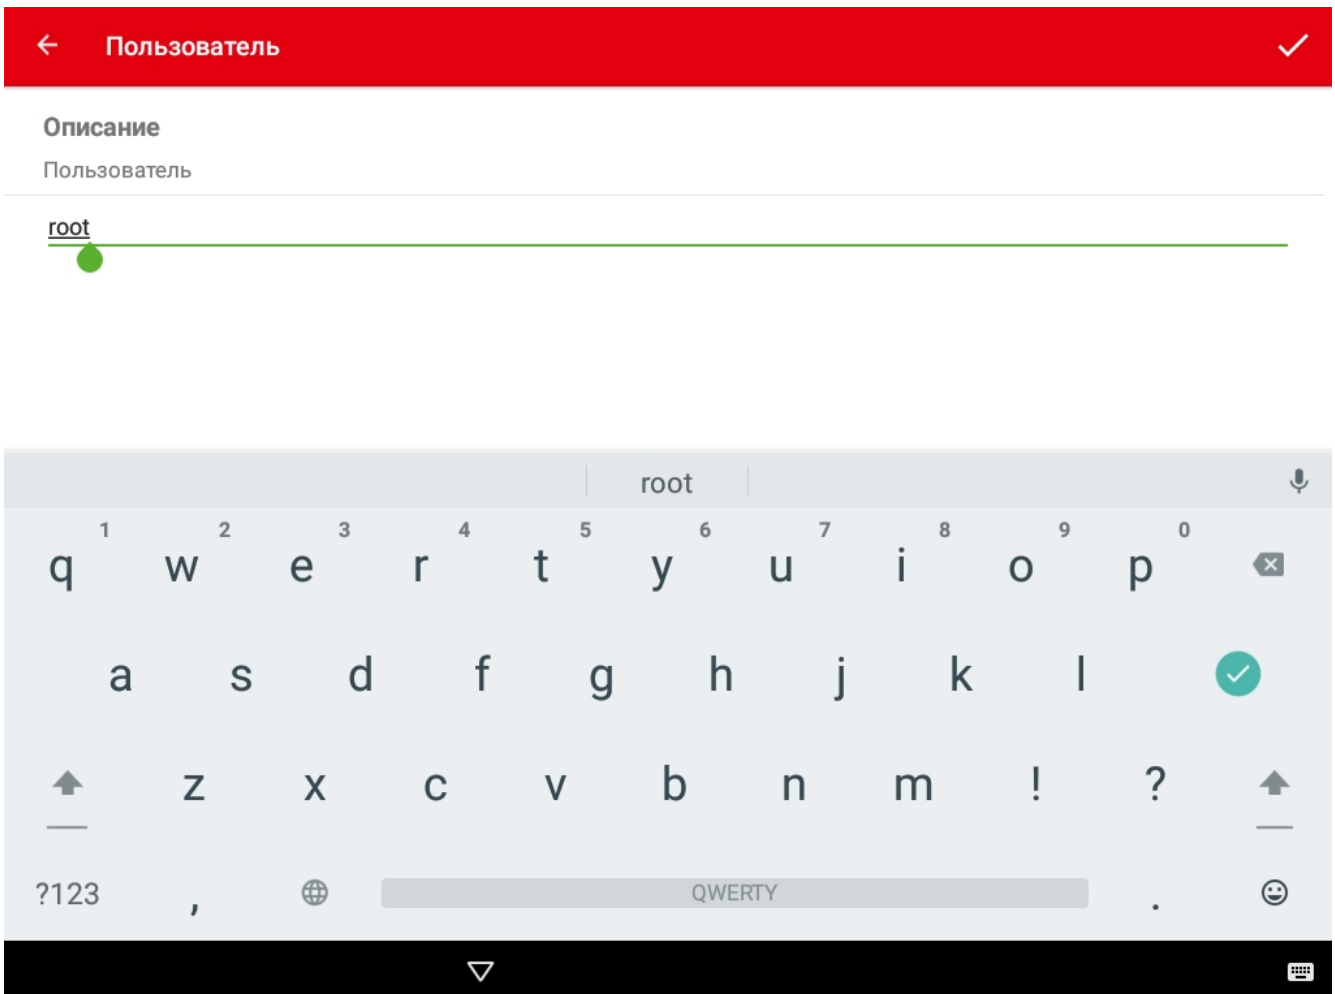 Пользователь
Описание
Пользователь
root
root
1 2 3 4 5 6 7 8 9 0
q w e r t y u i o p
a s d f g h j k l
z x c v b n m ! ?
?123 , QWERTY .